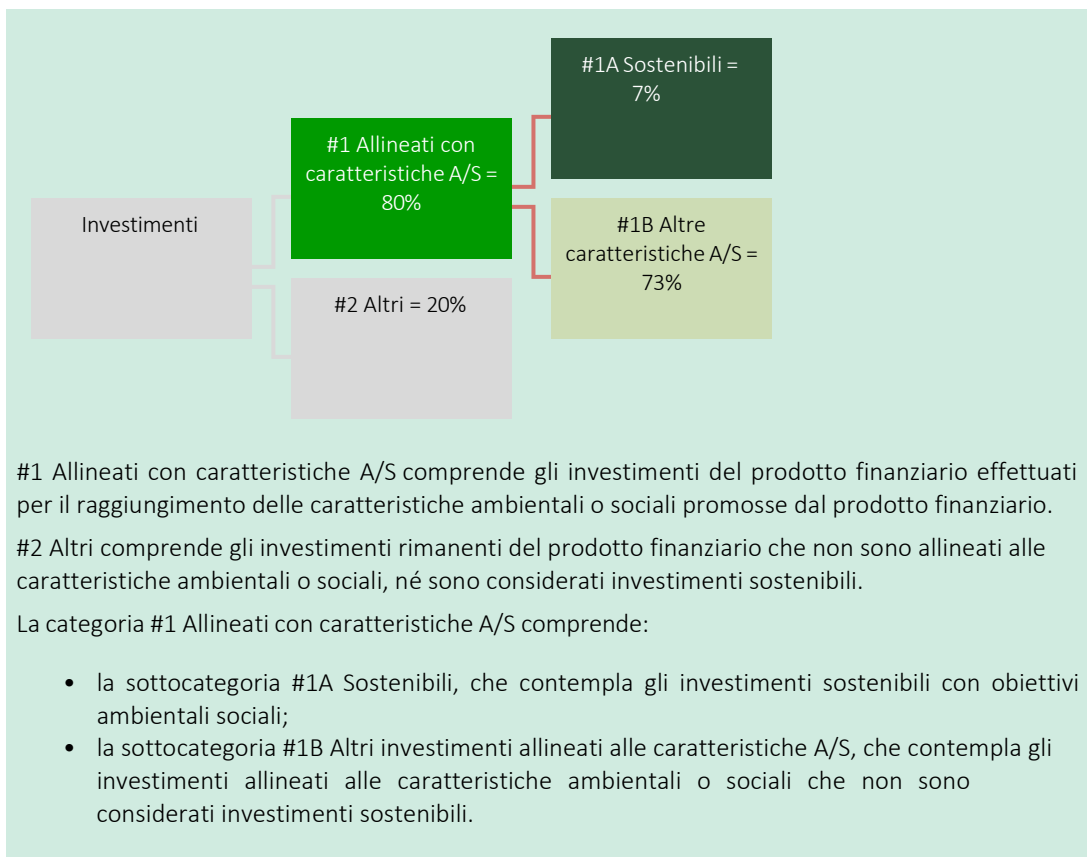 #1A Sostenibili =
7%
#1 Allineati con
caratteristiche A/S =
80%
Investimenti
#1B Altre
caratteristiche A/S =
73%
#2 Altri = 20%
#1 Allineati con caratteristiche A/S comprende gli investimenti del prodotto finanziario effettuati
per il raggiungimento delle caratteristiche ambientali o sociali promosse dal prodotto finanziario.
#2 Altri comprende gli investimenti rimanenti del prodotto finanziario che non sono allineati alle
caratteristiche ambientali o sociali, né sono considerati investimenti sostenibili.
La categoria #1 Allineati con caratteristiche A/S comprende:
• la sottocategoria #1A Sostenibili, che contempla gli investimenti sostenibili con obiettivi
ambientali sociali;
• la sottocategoria #1B Altri investimenti allineati alle caratteristiche A/S, che contempla gli
investimenti allineati alle caratteristiche ambientali o sociali che non sono
considerati investimenti sostenibili.